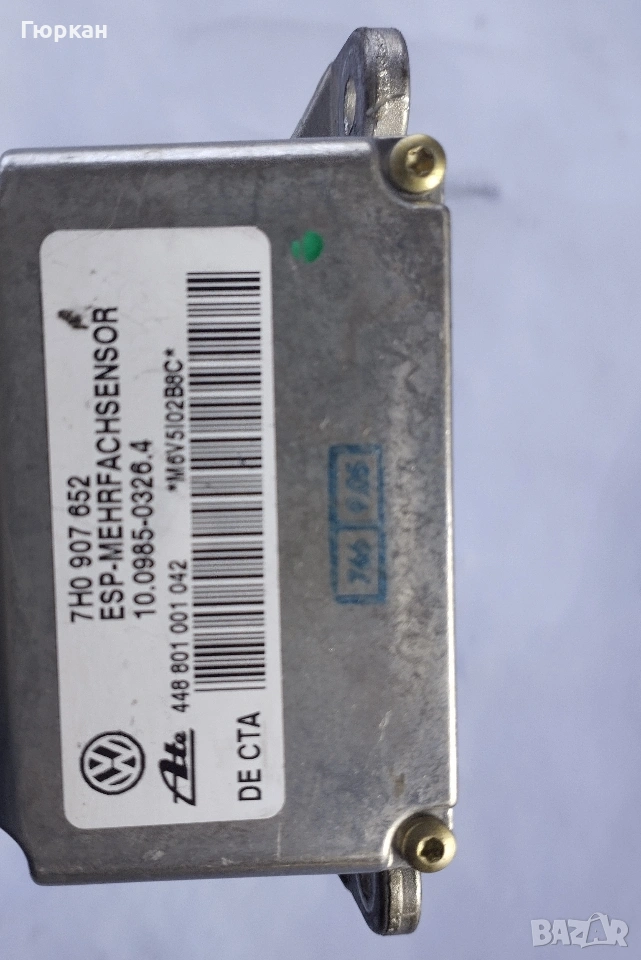 Гюркан
7H0 907 652
ESP-MEHRFACHSENSOR
10.0985-0326.4
448 801 001 042 *M6V5I02B8C*
Ate
DE CTA
746 9.05
BAZAR